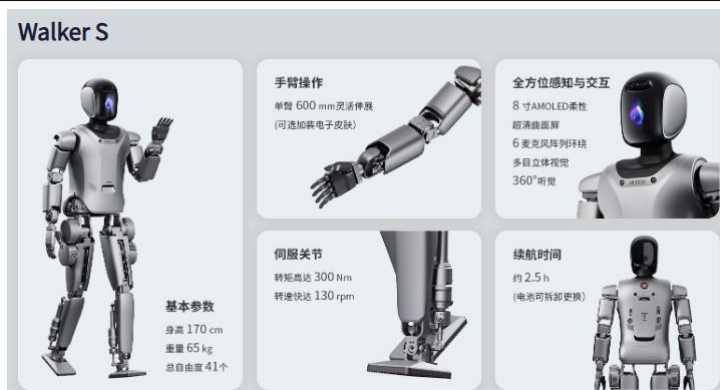 Walker S
基本参数
身高 170 cm
重量 65 kg
总自由度 41个
手臂操作
单臂 600 mm灵活伸展
(可选加装电子皮肤)
全方位感知与交互
8 寸AMOLED柔性
超清曲面屏
6 麦克风阵列环绕
多目立体视觉
360°听觉
伺服关节
转矩高达 300 Nm
转速快达 130 rpm
续航时间
约 2.5 h
(电池可拆卸更换)